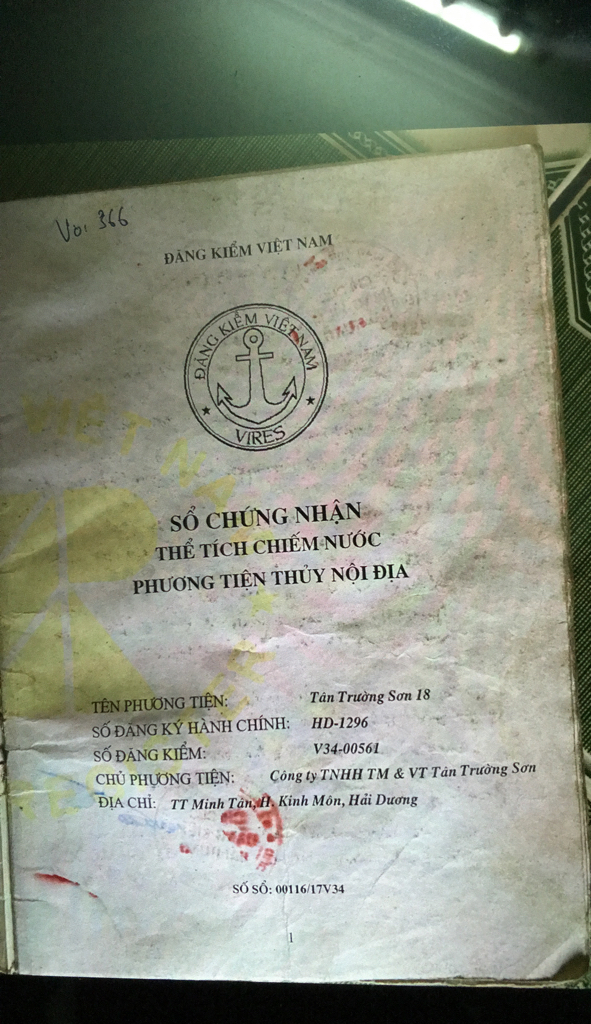 366
ĐĂNG KIỂM VIỆT NAM
ĐĂNG KIỂM VIỆT NAM
VIRES
VIỆT NA
SỔ CHỨNG NHẬN
THỂ TÍCH CHIẾM NƯỚC
PHƯƠNG TIỆN THỦY NỘI ĐỊA
TÊN PHƯƠNG TIỆN: Tân Trường Sơn 18
SỐ ĐĂNG KÝ HÀNH CHÍNH: HD-1296
SỐ ĐĂNG KIỂM: V34-00561
CHỦ PHƯƠNG TIỆN: Công ty TNHH TM & VT Tân Trường Sơn
ĐỊA CHỈ: TT Minh Tân, H. Kinh Môn, Hải Dương
SỐ SỔ: 00116/17V34
1